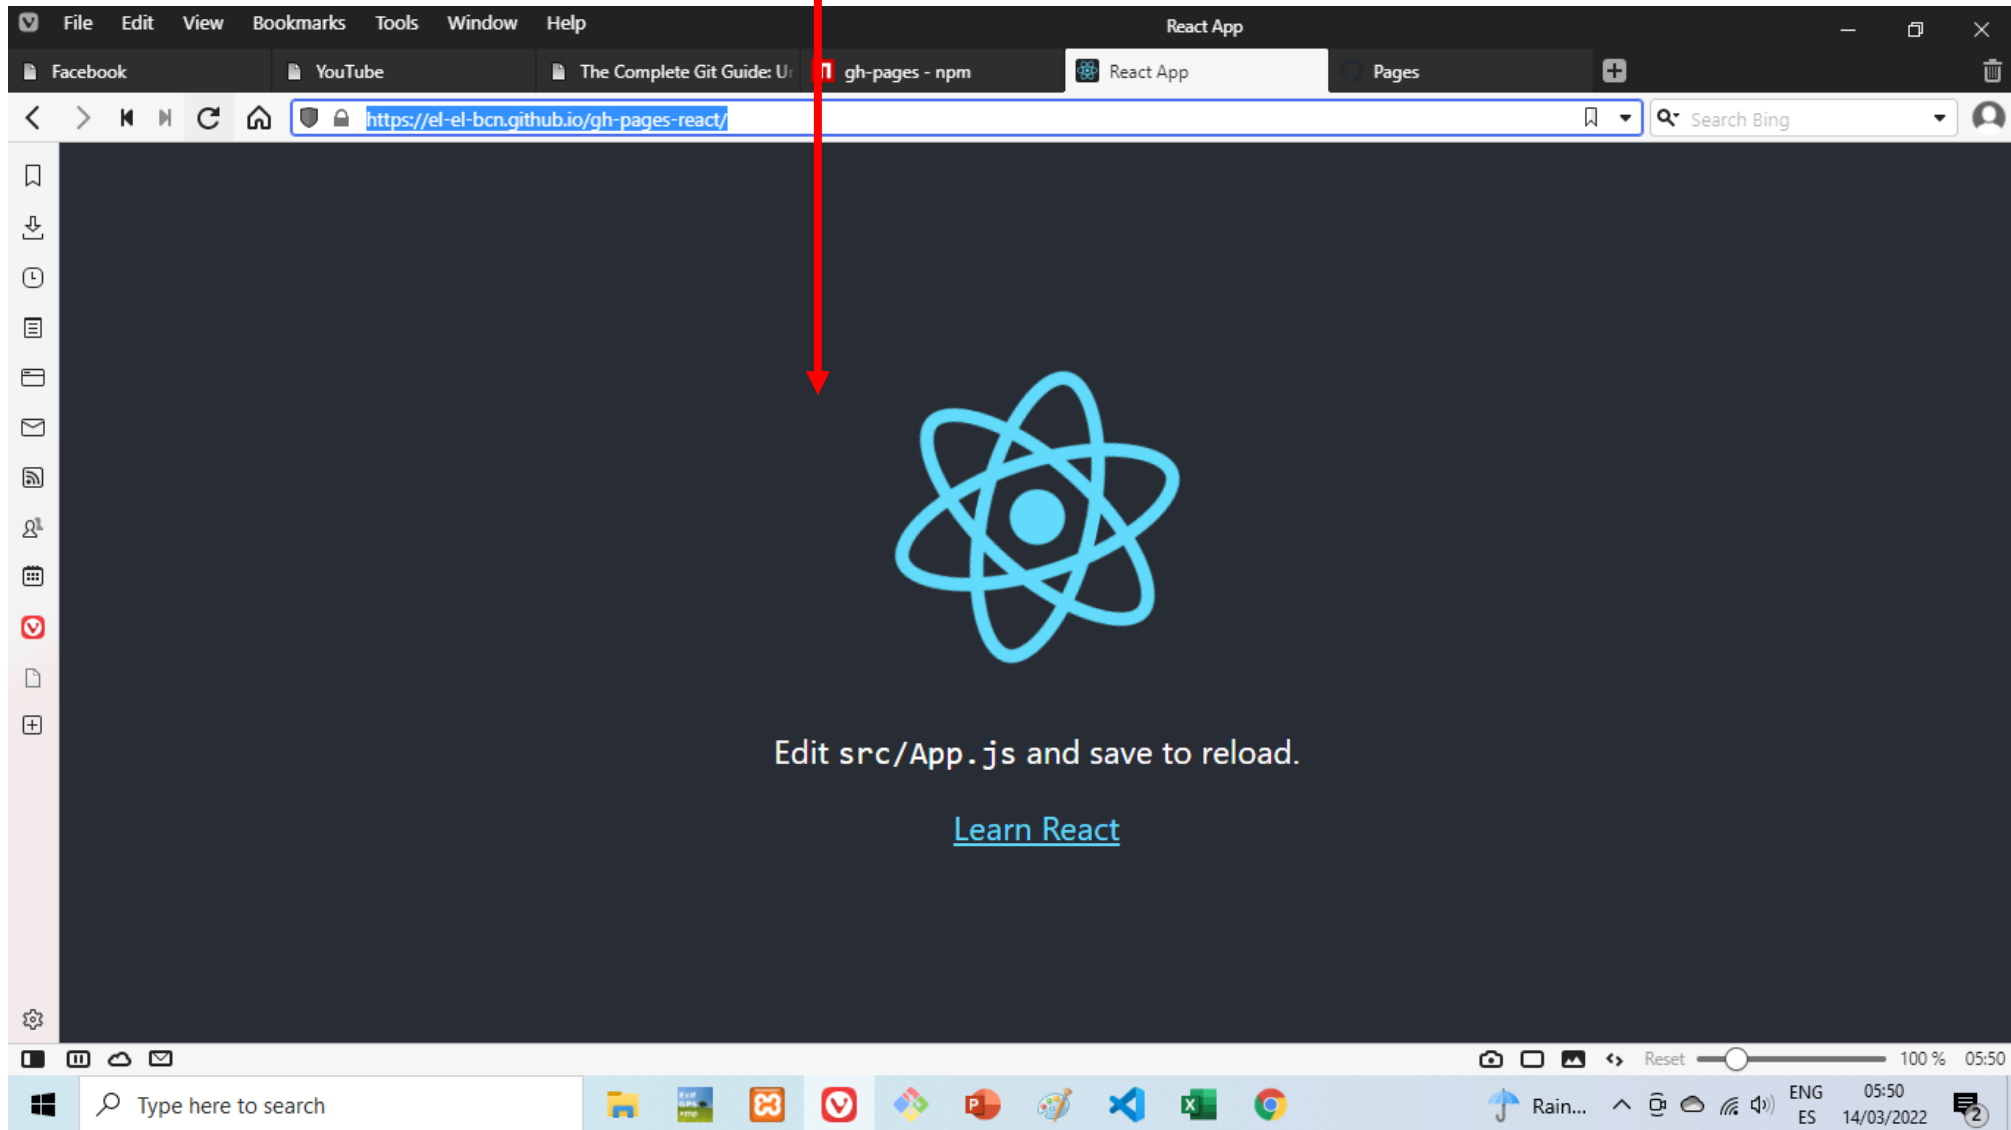 File Edit View Bookmarks Tools Window Help
React App
Facebook
YouTube
The Complete Git Guide: Un
gh-pages - npm
React App
Pages
https://el-el-bcn.github.io/gh-pages-react/
Search Bing
Edit src/App.js and save to reload.
Learn React
Reset 100 % 05:50
Type here to search
Rain...
ENG
ES
05:50
14/03/2022
2